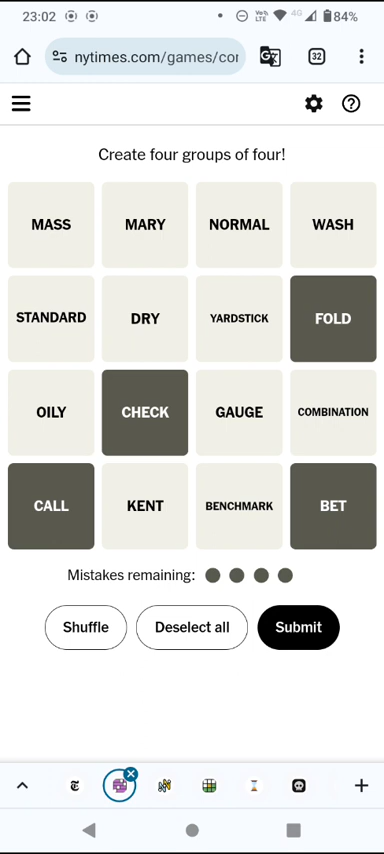 23:02
4G
84%
nytimes.com/games/cor
32
Create four groups of four!
MASS
MARY
NORMAL
WASH
STANDARD
DRY
YARDSTICK
FOLD
OILY
CHECK
GAUGE
COMBINATION
CALL
KENT
BENCHMARK
BET
Mistakes remaining:
Shuffle
Deselect all
Submit